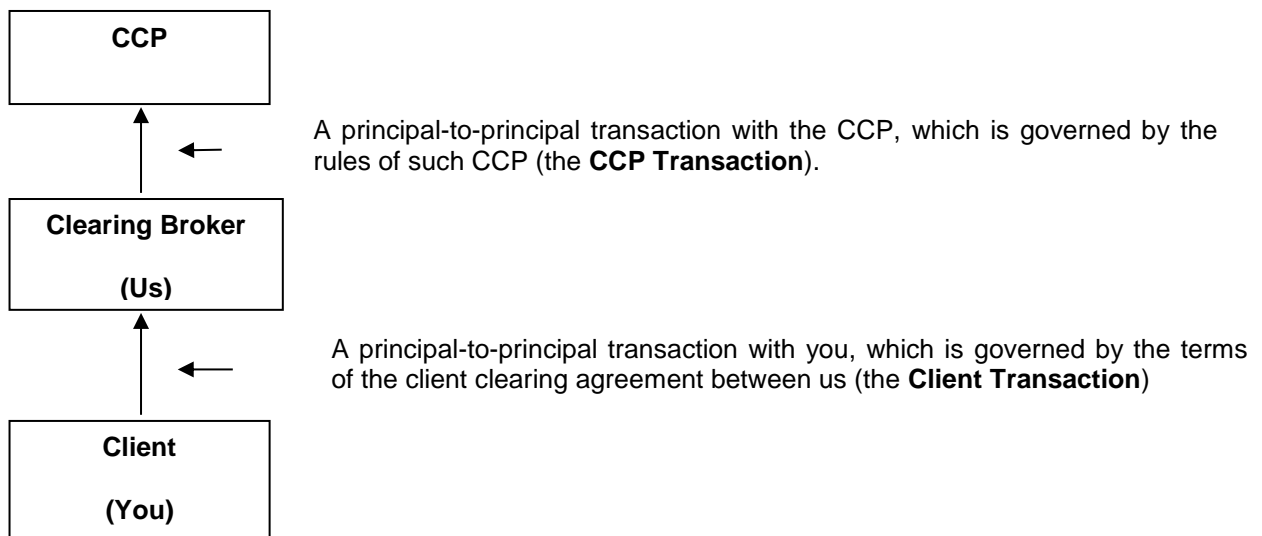 CCP
A principal-to-principal transaction with the CCP, which is governed by the
rules of such CCP (the CCP Transaction).
Clearing Broker
(Us)
A principal-to-principal transaction with you, which is governed by the terms
of the client clearing agreement between us (the Client Transaction)
Client
(You)